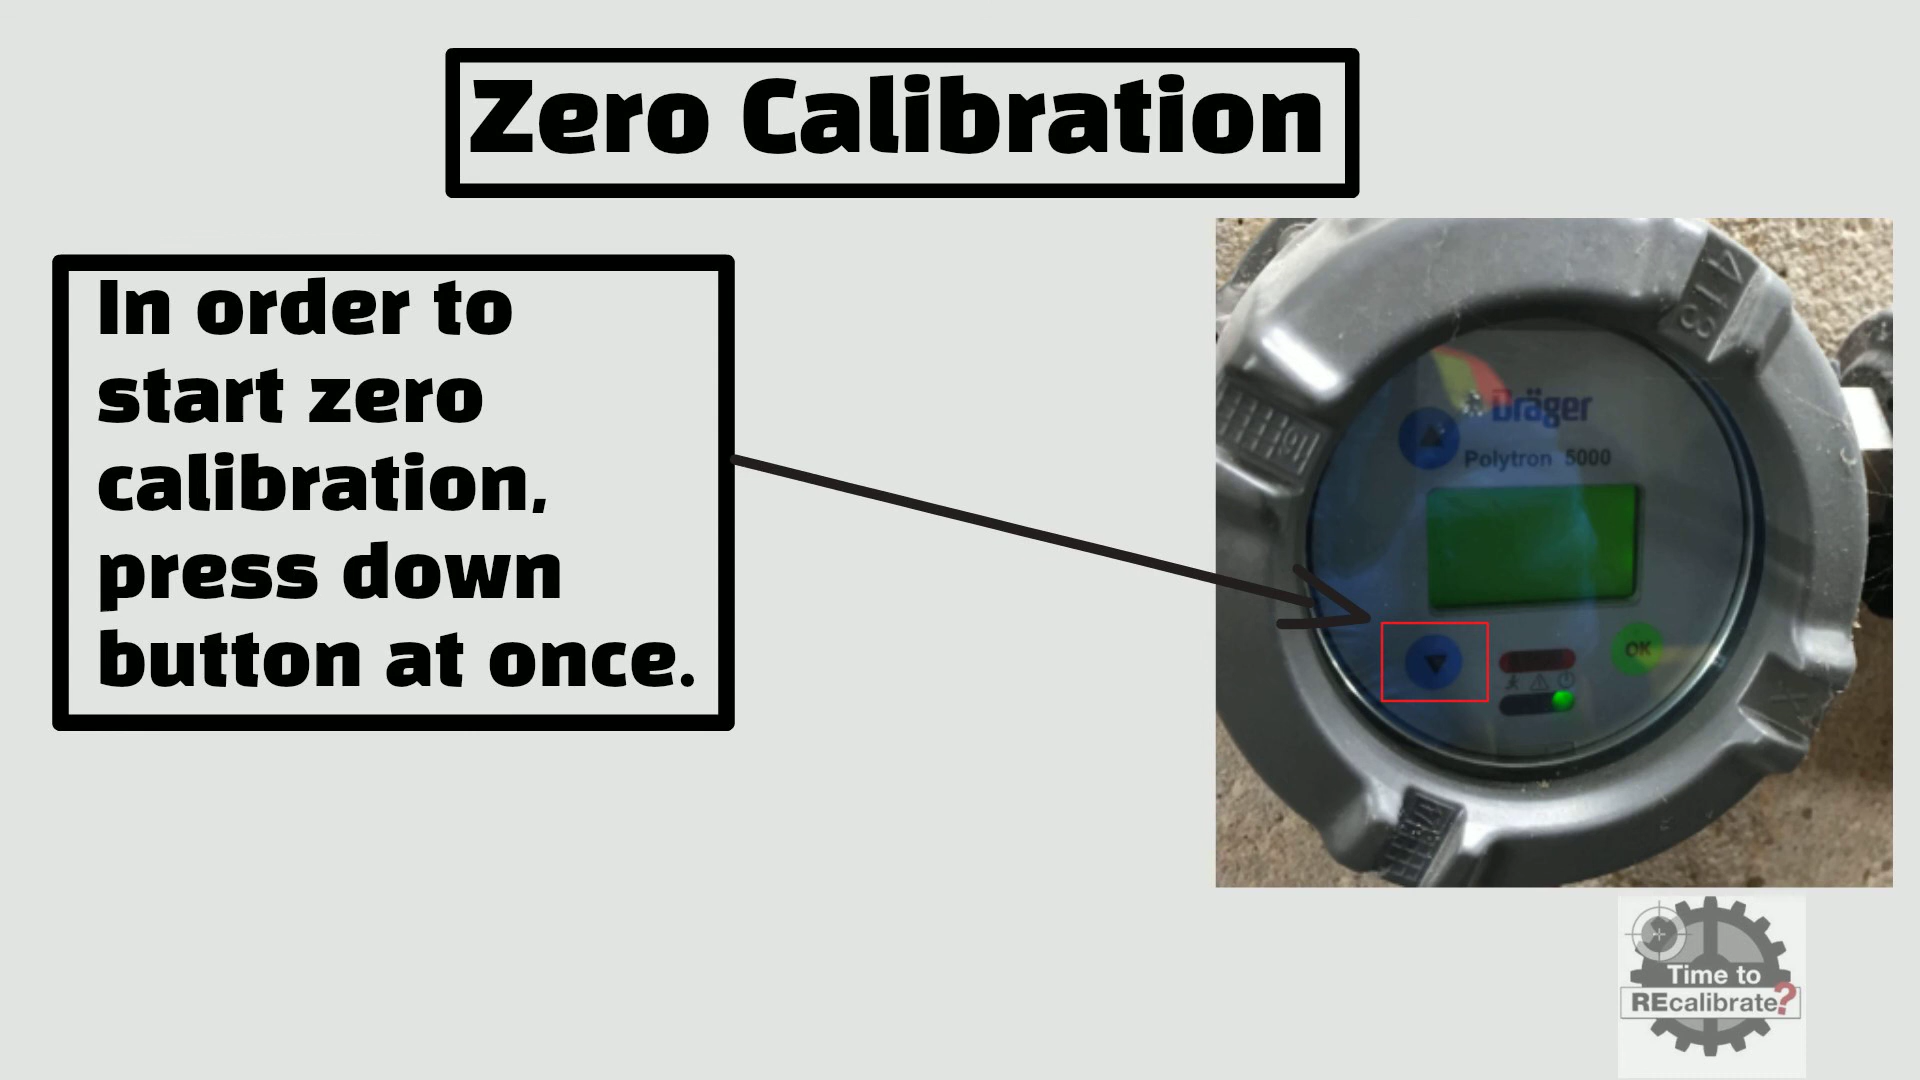 Zero Calibration
In order to
start zero
calibration,
press down
button at once.
Dräger
Polytron 5000
OK
Time to
REcalibrate?